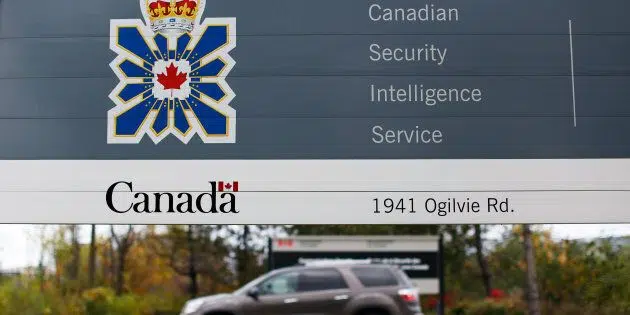 Canadian
Security
Intelligence
Service
Canada
1941 Ogilvie Rd.